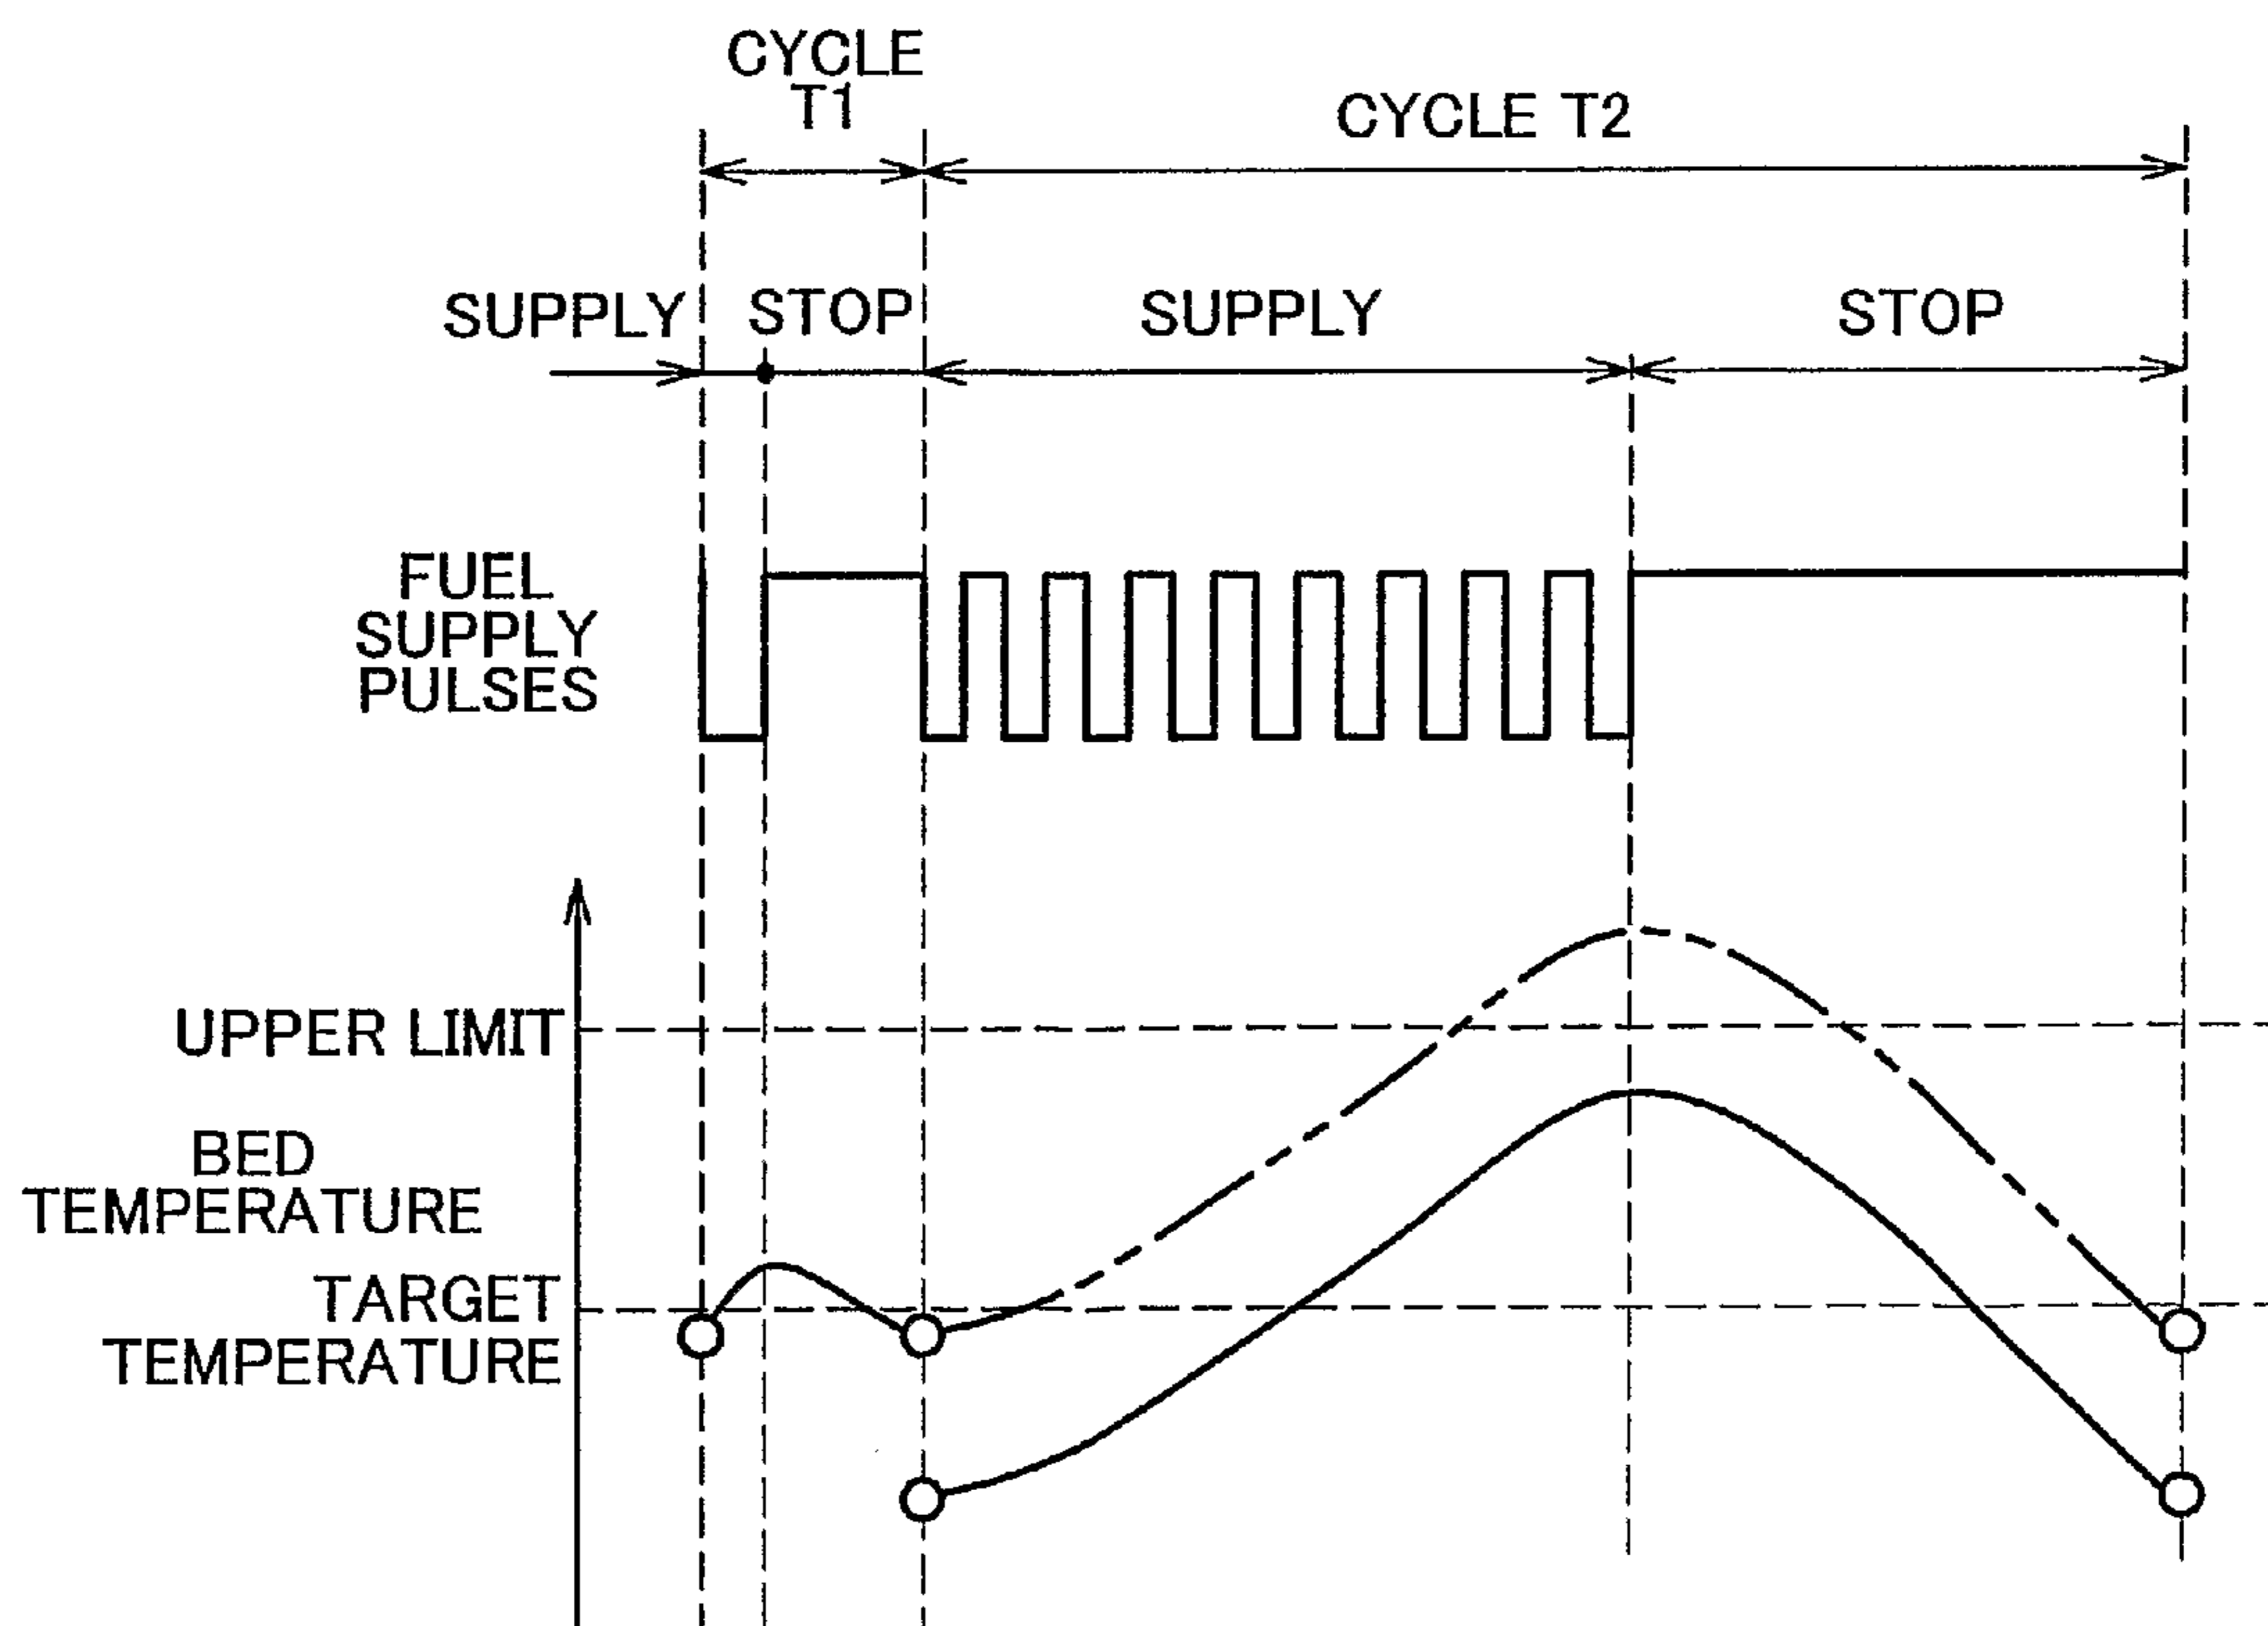 CYCLE
T1
CYCLE T2
SUPPLY
STOP
SUPPLY
STOP
FUEL
SUPPLY
PULSES
UPPER LIMIT
BED
TEMPERATURE
TARGET
TEMPERATURE